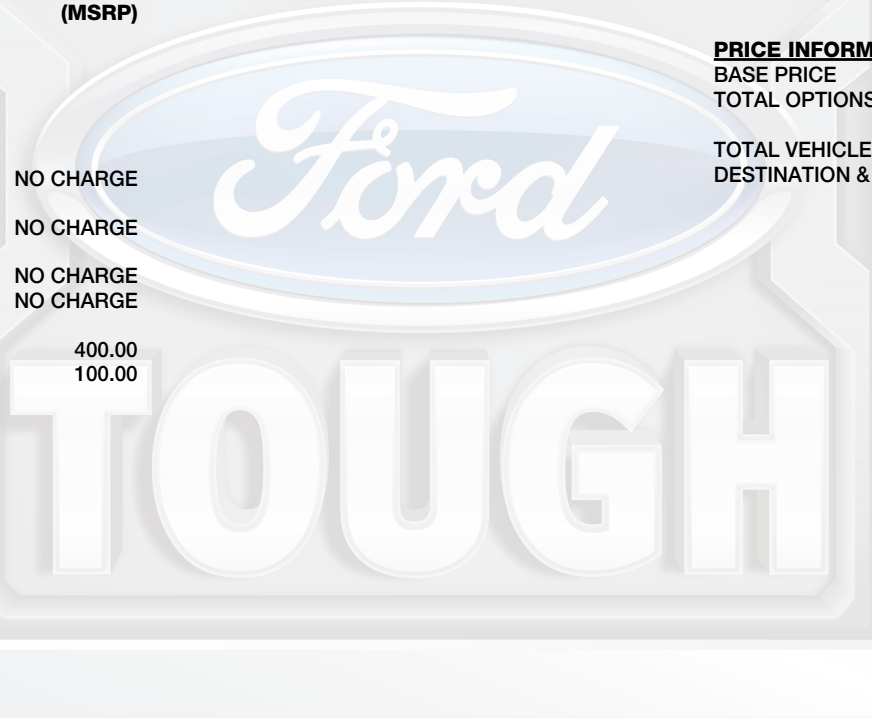 (MSRP)
NO CHARGE
NO CHARGE
NO CHARGE
NO CHARGE
400.00
100.00
PRICE INFORM
BASE PRICE
TOTAL OPTIONS
TOTAL VEHICLE
DESTINATION &
Ford
TOUGH